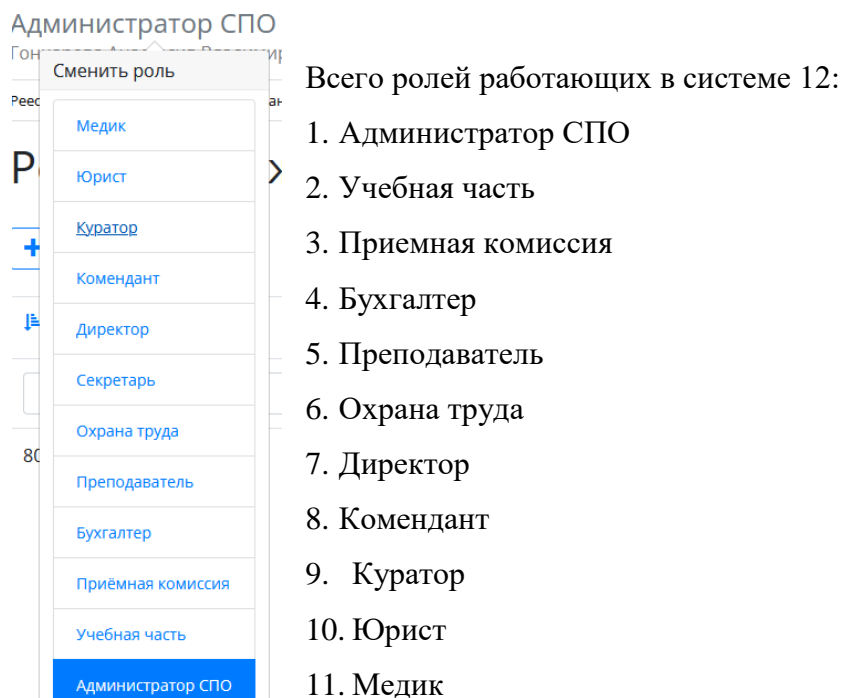 Администратор СПО
Сменить роль
Медик
Юрист
Куратор
Комендант
Директор
Секретарь
Охрана труда
Преподаватель
Бухгалтер
Приёмная комиссия
Учебная часть
Администратор СПО
80
Всего ролей работающих в системе 12:
1. Администратор СПО
2. Учебная часть
3. Приемная комиссия
4. Бухгалтер
5. Преподаватель
6. Охрана труда
7. Директор
8. Комендант
9. Куратор
10. Юрист
11. Медик